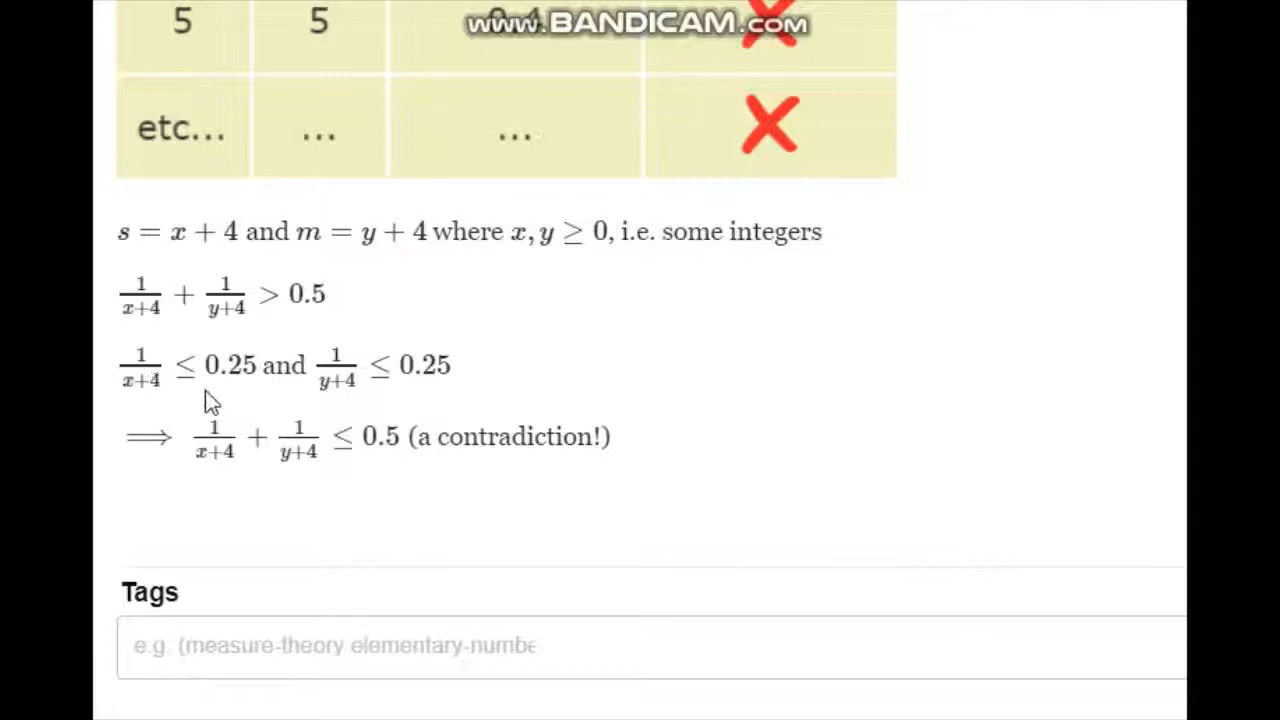 www.BANDICAM.com
5 5 0.4
etc... ... ...
s = x + 4 and m = y + 4 where x, y ≥ 0, i.e. some integers
1/(x+4) + 1/(y+4) > 0.5
1/(x+4) ≤ 0.25 and 1/(y+4) ≤ 0.25
⟹ 1/(x+4) + 1/(y+4) ≤ 0.5 (a contradiction!)
Tags
e.g. (measure-theory elementary-numbe